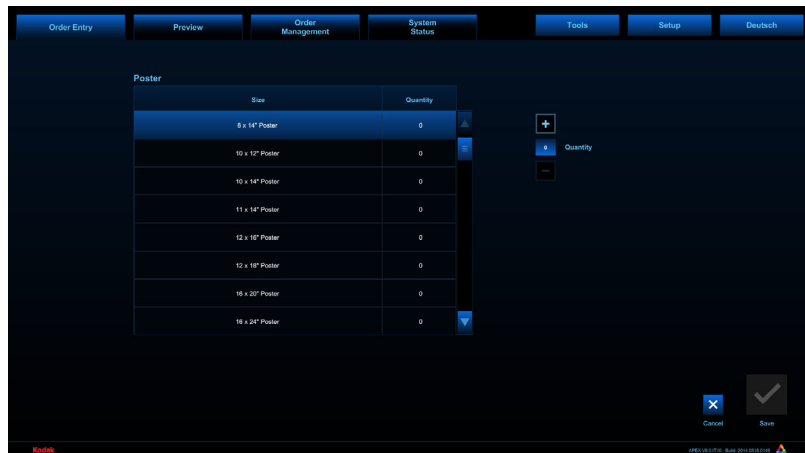 Order Entry
Preview
Order
Management
System
Status
Tools
Setup
Deutsch
Poster
Size Quantity
8 x 14" Poster 0
10 x 12" Poster 0
10 x 14" Poster 0
11 x 14" Poster 0
12 x 16" Poster 0
12 x 18" Poster 0
16 x 20" Poster 0
16 x 24" Poster 0
0 Quantity
Cancel
Save
Kodak